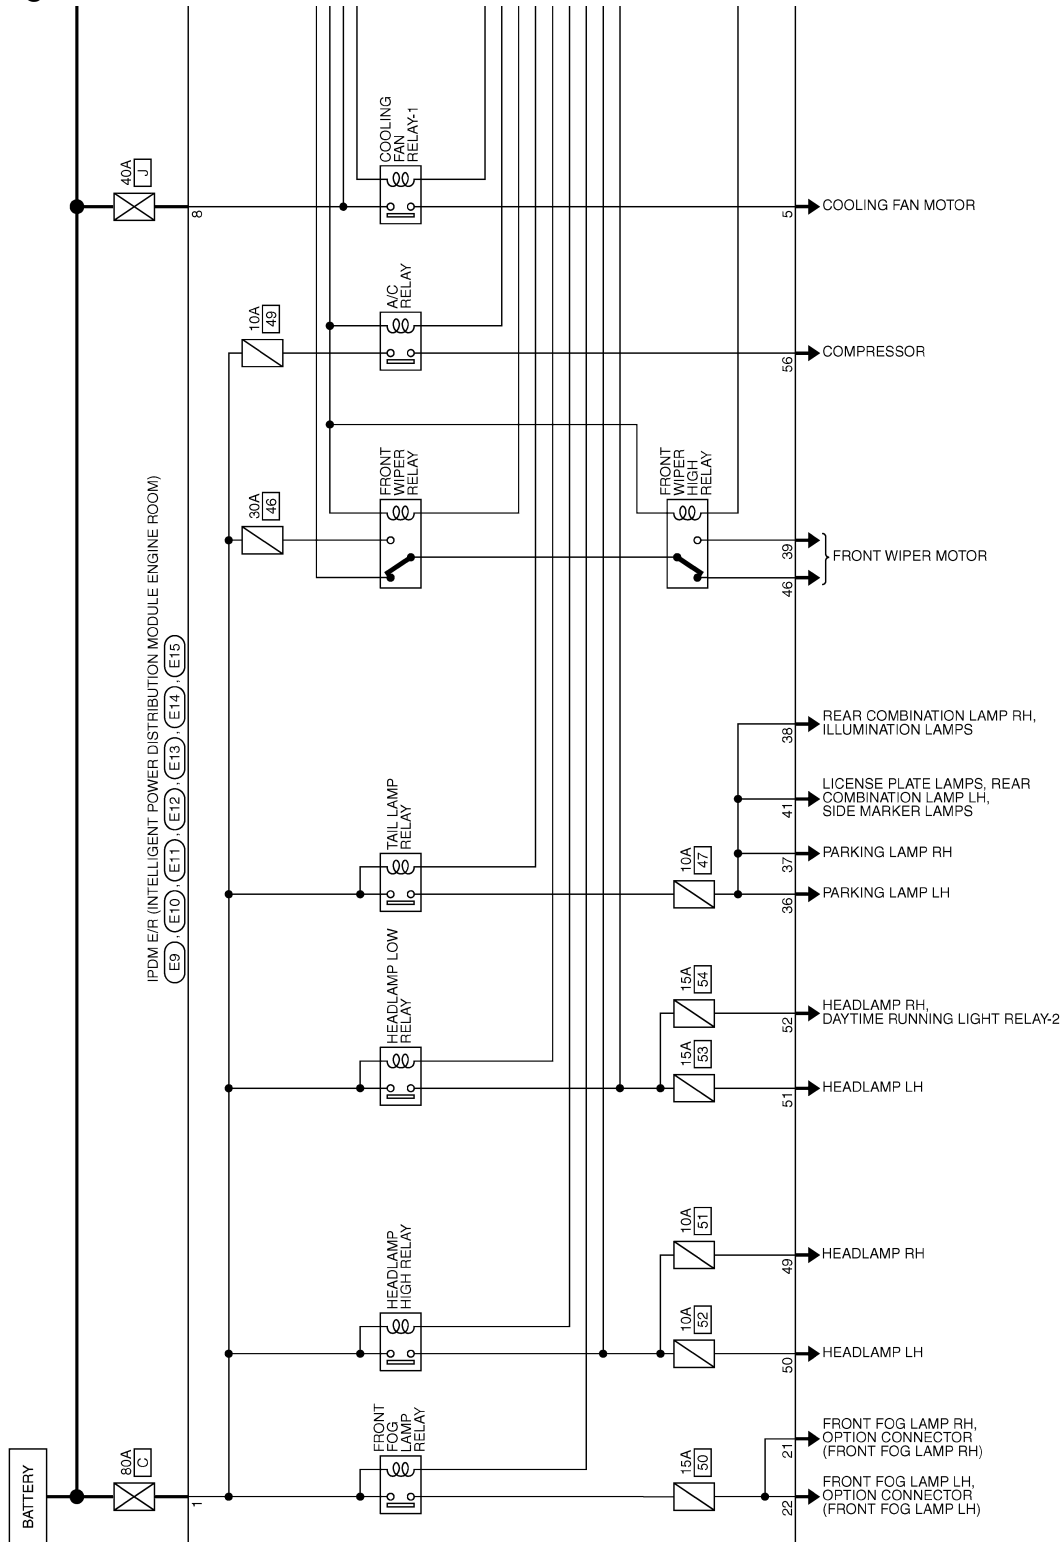 COOLING
FAN
RELAY-1
40A
J
8
5
COOLING FAN MOTOR
A/C
RELAY
10A
49
56
COMPRESSOR
FRONT
WIPER
RELAY
FRONT
WIPER
HIGH
RELAY
30A
46
39
46
FRONT WIPER MOTOR
IPDM E/R (INTELLIGENT POWER DISTRIBUTION MODULE ENGINE ROOM)
E9 , E10 , E11 , E12 , E13 , E14 , E15
38
REAR COMBINATION LAMP RH,
ILLUMINATION LAMPS
41
LICENSE PLATE LAMPS, REAR
COMBINATION LAMP LH,
SIDE MARKER LAMPS
TAIL LAMP
RELAY
10A
47
37
PARKING LAMP RH
36
PARKING LAMP LH
HEADLAMP LOW
RELAY
15A
54
52
HEADLAMP RH,
DAYTIME RUNNING LIGHT RELAY-2
15A
53
51
HEADLAMP LH
HEADLAMP
HIGH RELAY
10A
51
49
HEADLAMP RH
10A
52
50
HEADLAMP LH
FRONT
FOG
LAMP
RELAY
21
FRONT FOG LAMP RH,
OPTION CONNECTOR
(FRONT FOG LAMP RH)
BATTERY
80A
C
1
15A
50
22
FRONT FOG LAMP LH,
OPTION CONNECTOR
(FRONT FOG LAMP LH)